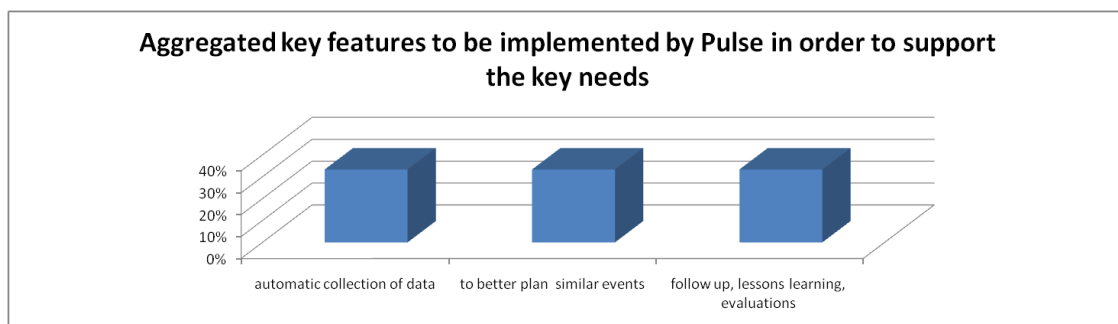 Aggregated key features to be implemented by Pulse in order to support
the key needs
40%
30%
20%
10%
0%
automatic collection of data
to better plan similar events
follow up, lessons learning,
evaluations